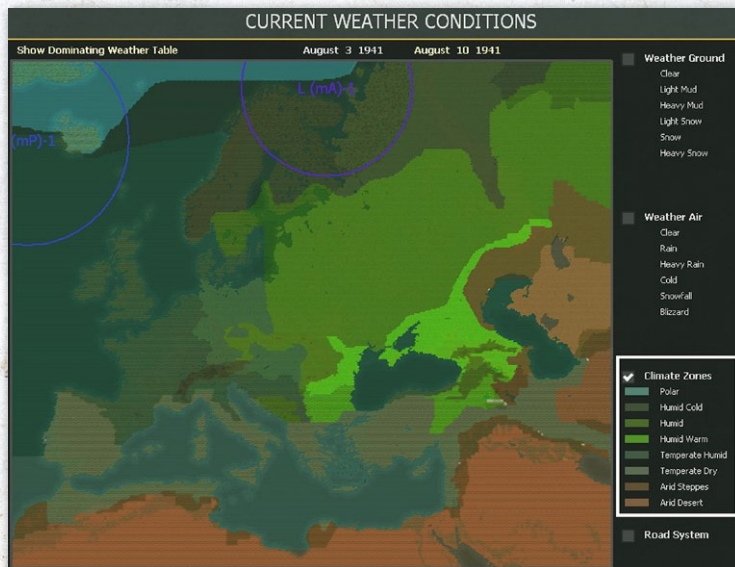 CURRENT WEATHER CONDITIONS
Show Dominating Weather Table August 3 1941 August 10 1941
L (mA)-1
(mP)-1
Weather Ground
Clear
Light Mud
Heavy Mud
Light Snow
Snow
Heavy Snow
Weather Air
Clear
Rain
Heavy Rain
Cold
Snowfall
Blizzard
Climate Zones
Polar
Humid Cold
Humid
Humid Warm
Temperate Humid
Temperate Dry
Arid Steppes
Arid Desert
Road System